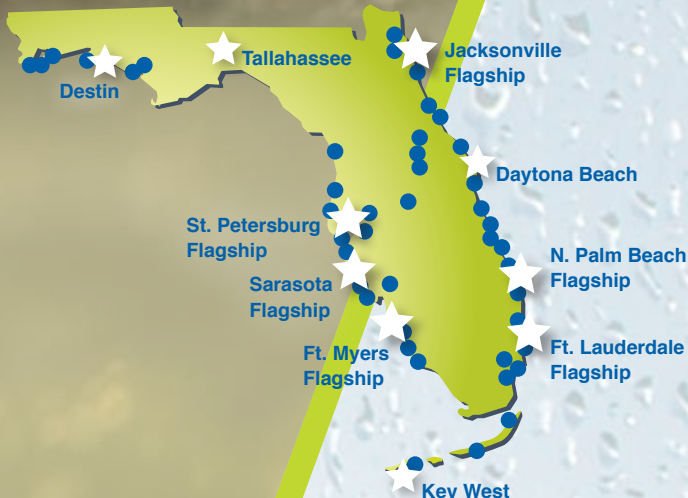 Tallahassee
Jacksonville
Flagship
Destin
Daytona Beach
St. Petersburg
Flagship
N. Palm Beach
Flagship
Sarasota
Flagship
Ft. Myers
Flagship
Ft. Lauderdale
Flagship
Key West